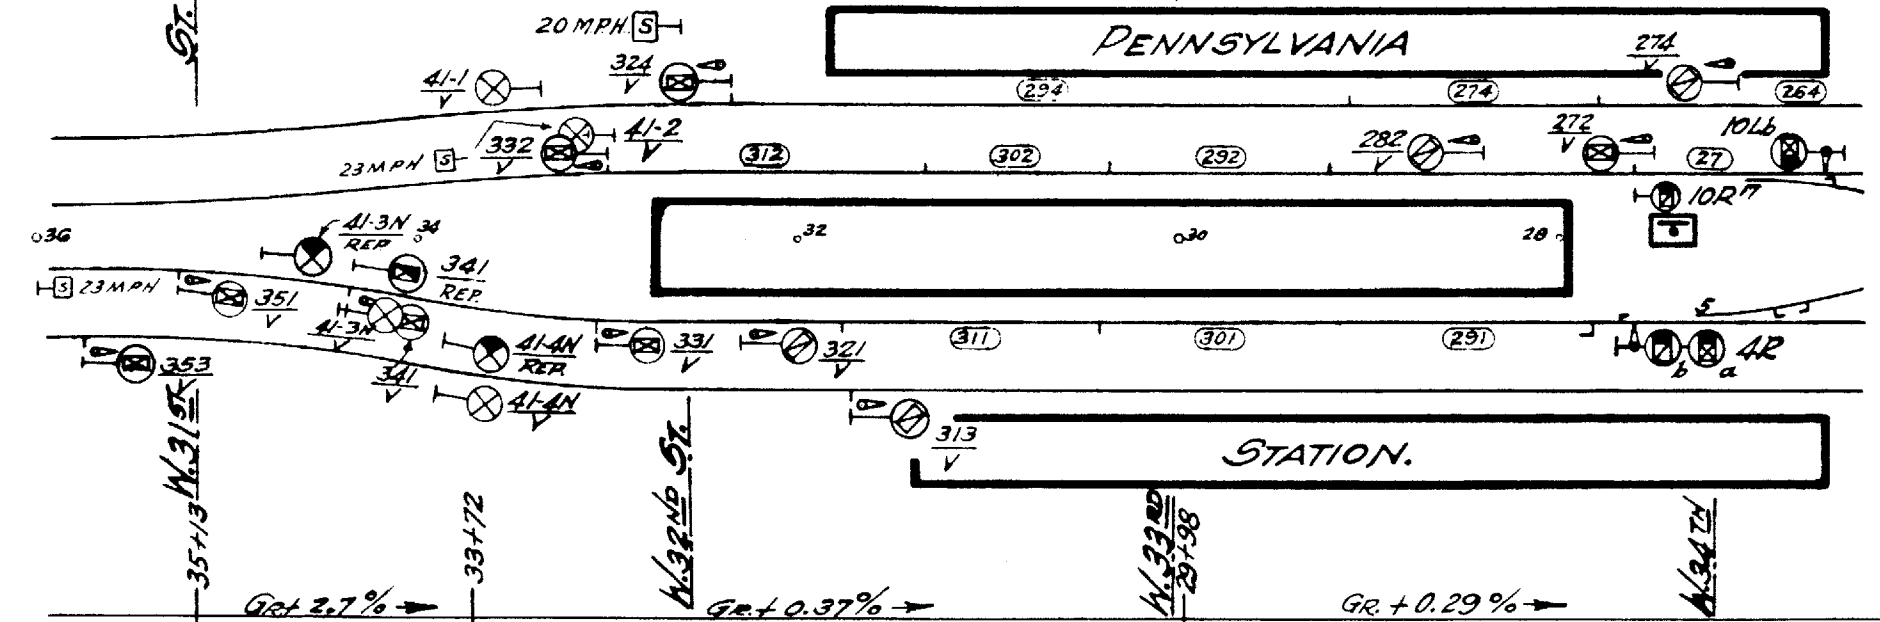 ST.
20 MPH S
PENNSYLVANIA
274
V
324
V
41-1
V
294
274
264
41-2
V
332
V
23 MPH S
312
302
292
282
V
272
V
27
10Lb
10R
36
41-3N
REP.
34
32
30
28
341
REP.
S 23 MPH
351
V
41-3N
V
5
353
341
V
41-4N
REP.
331
V
321
V
311
301
291
b
a
4R
41-4N
V
313
V
STATION.
W. 31 ST.
W. 32ND ST.
W. 33RD
W. 34TH
35+13
33+72
29+98
GR + 2.7%
GR. + 0.37%
GR. + 0.29%